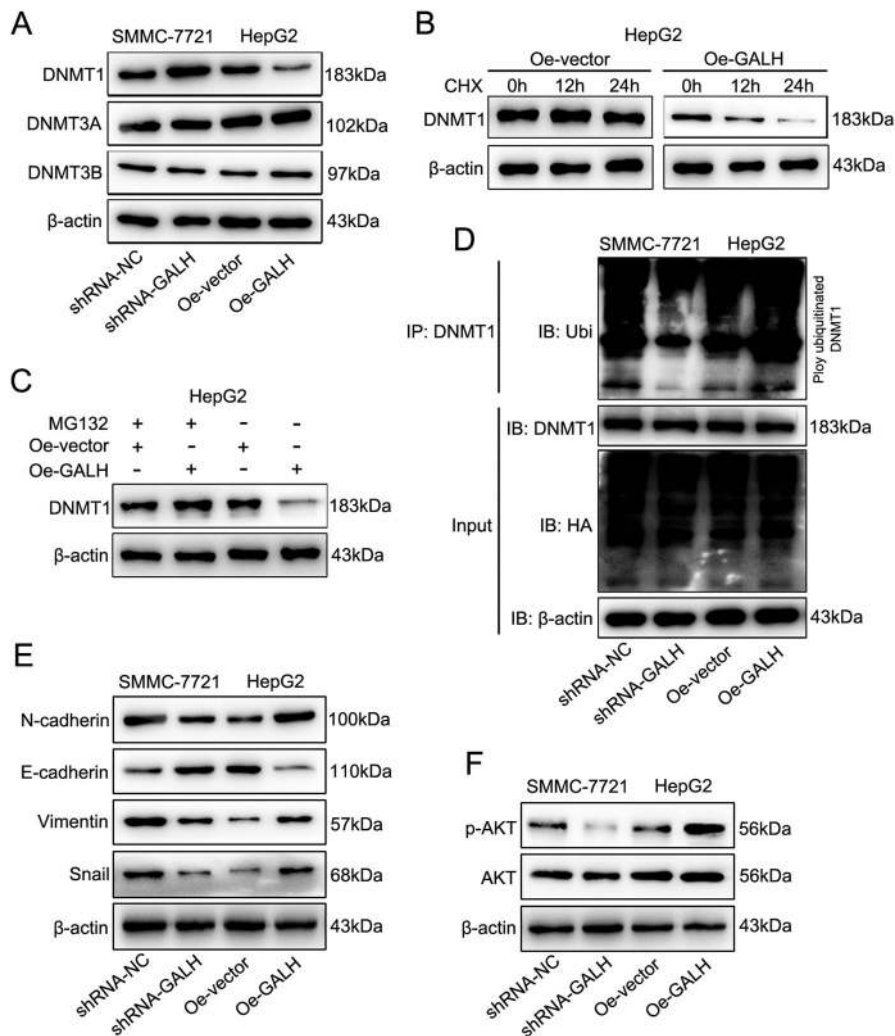 A
SMMC-7721 HepG2
DNMT1 183kDa
DNMT3A 102kDa
DNMT3B 97kDa
β-actin 43kDa
shRNA-NC shRNA-GALH Oe-vector Oe-GALH
B
HepG2
Oe-vector Oe-GALH
CHX 0h 12h 24h 0h 12h 24h
DNMT1 183kDa
β-actin 43kDa
C
HepG2
MG132 + + - -
Oe-vector + - + -
Oe-GALH - + - +
DNMT1 183kDa
β-actin 43kDa
D
SMMC-7721 HepG2
IP: DNMT1 IB: Ubi
Ploy ubiquitinated
DNMT1
IB: DNMT1 183kDa
Input IB: HA
IB: β-actin 43kDa
shRNA-NC shRNA-GALH Oe-vector Oe-GALH
E
SMMC-7721 HepG2
N-cadherin 100kDa
E-cadherin 110kDa
Vimentin 57kDa
Snail 68kDa
β-actin 43kDa
shRNA-NC shRNA-GALH Oe-vector Oe-GALH
F
SMMC-7721 HepG2
p-AKT 56kDa
AKT 56kDa
β-actin 43kDa
shRNA-NC shRNA-GALH Oe-vector Oe-GALH